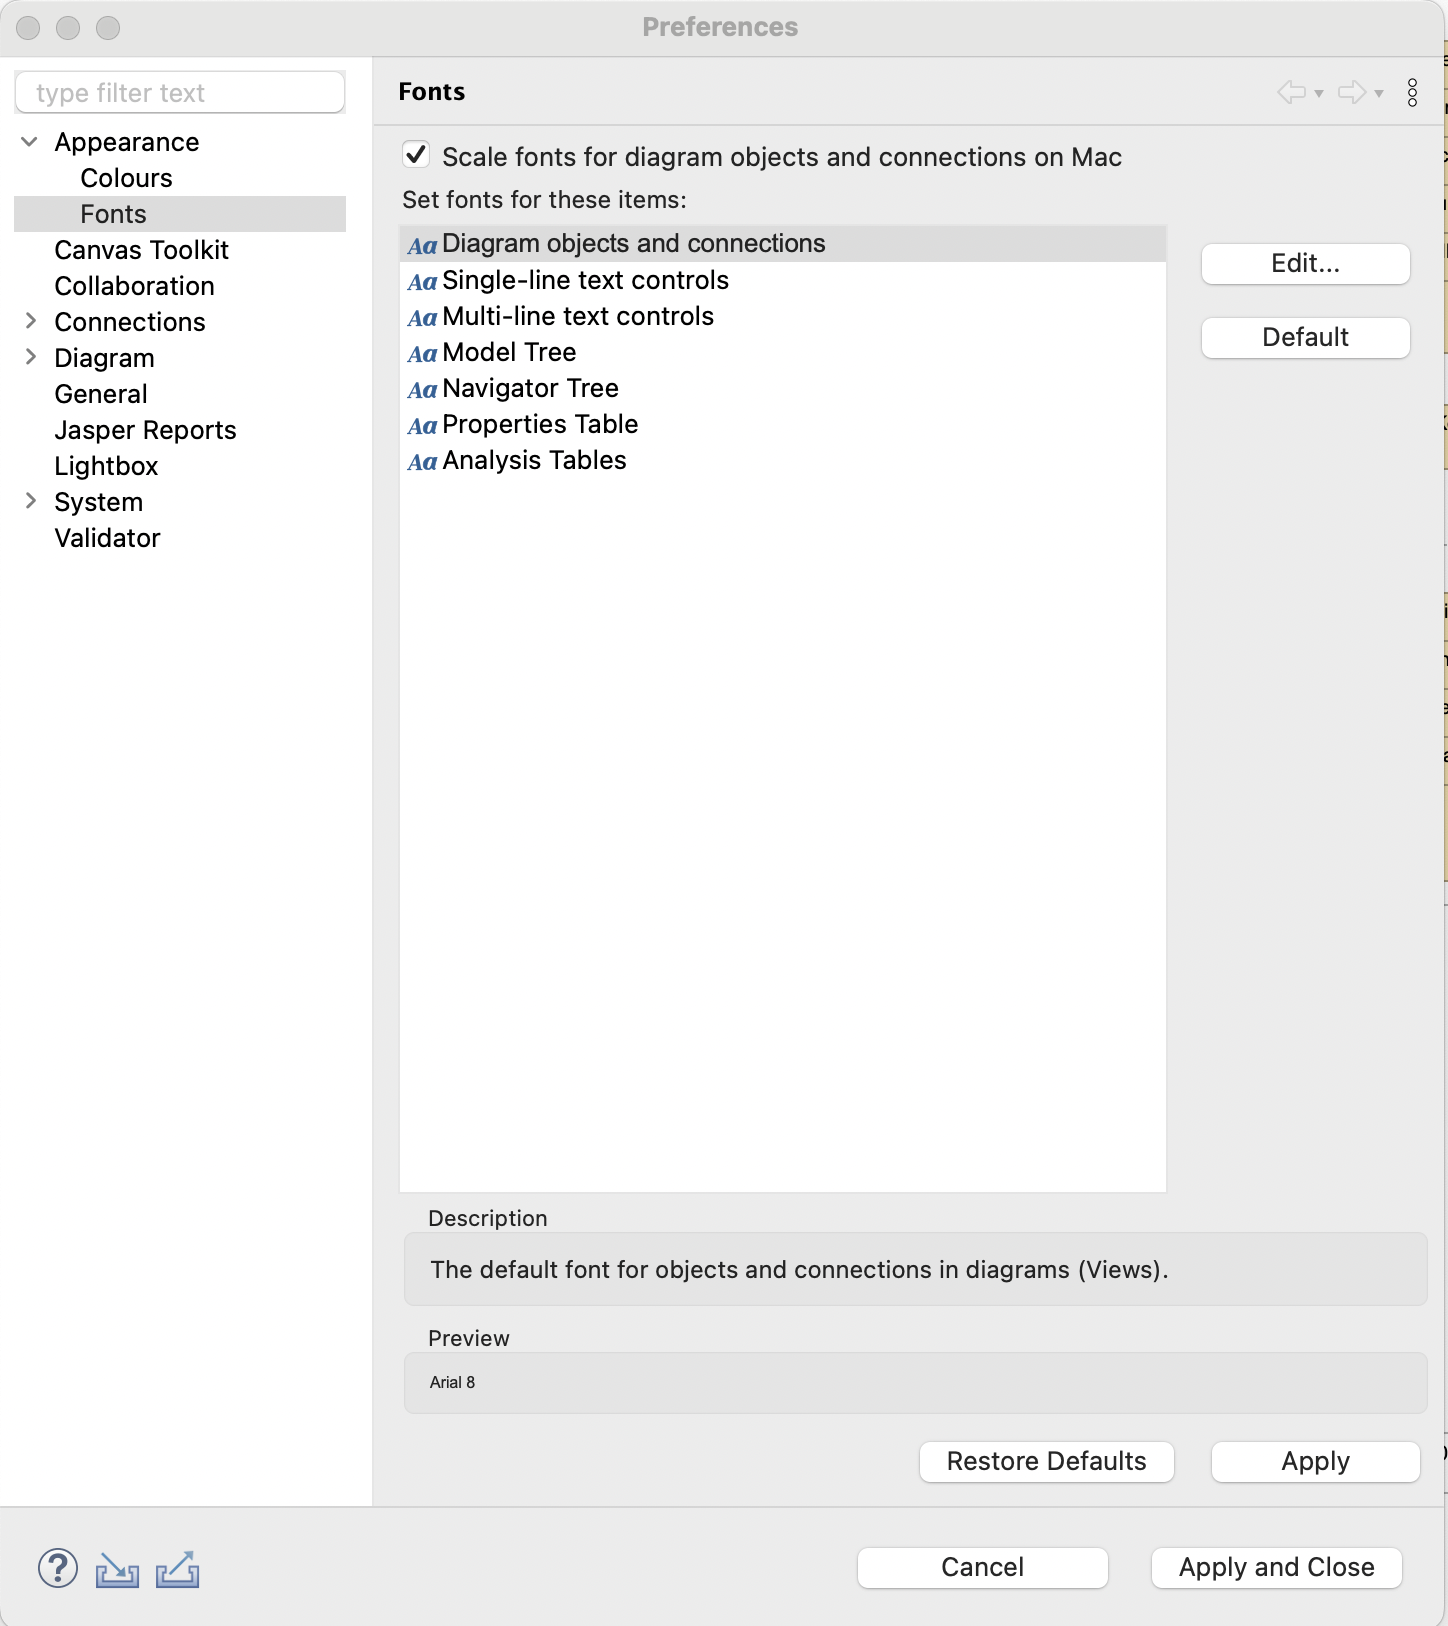 Preferences
type filter text
Appearance
Colours
Fonts
Canvas Toolkit
Collaboration
Connections
Diagram
General
Jasper Reports
Lightbox
System
Validator
Fonts
Scale fonts for diagram objects and connections on Mac
Set fonts for these items:
Aa Diagram objects and connections
Aa Single-line text controls
Aa Multi-line text controls
Aa Model Tree
Aa Navigator Tree
Aa Properties Table
Aa Analysis Tables
Edit...
Default
Description
The default font for objects and connections in diagrams (Views).
Preview
Arial 8
Restore Defaults
Apply
?
Cancel
Apply and Close